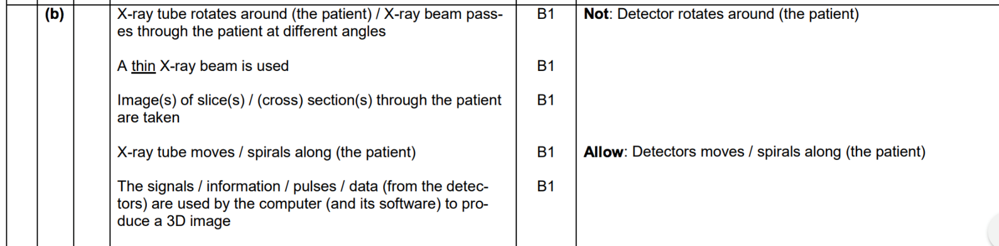 (b) X-ray tube rotates around (the patient) / X-ray beam pass- B1 Not: Detector rotates around (the patient)
es through the patient at different angles
A thin X-ray beam is used B1
Image(s) of slice(s) / (cross) section(s) through the patient B1
are taken
X-ray tube moves / spirals along (the patient) B1 Allow: Detectors moves / spirals along (the patient)
The signals / information / pulses / data (from the detec- B1
tors) are used by the computer (and its software) to pro-
duce a 3D image